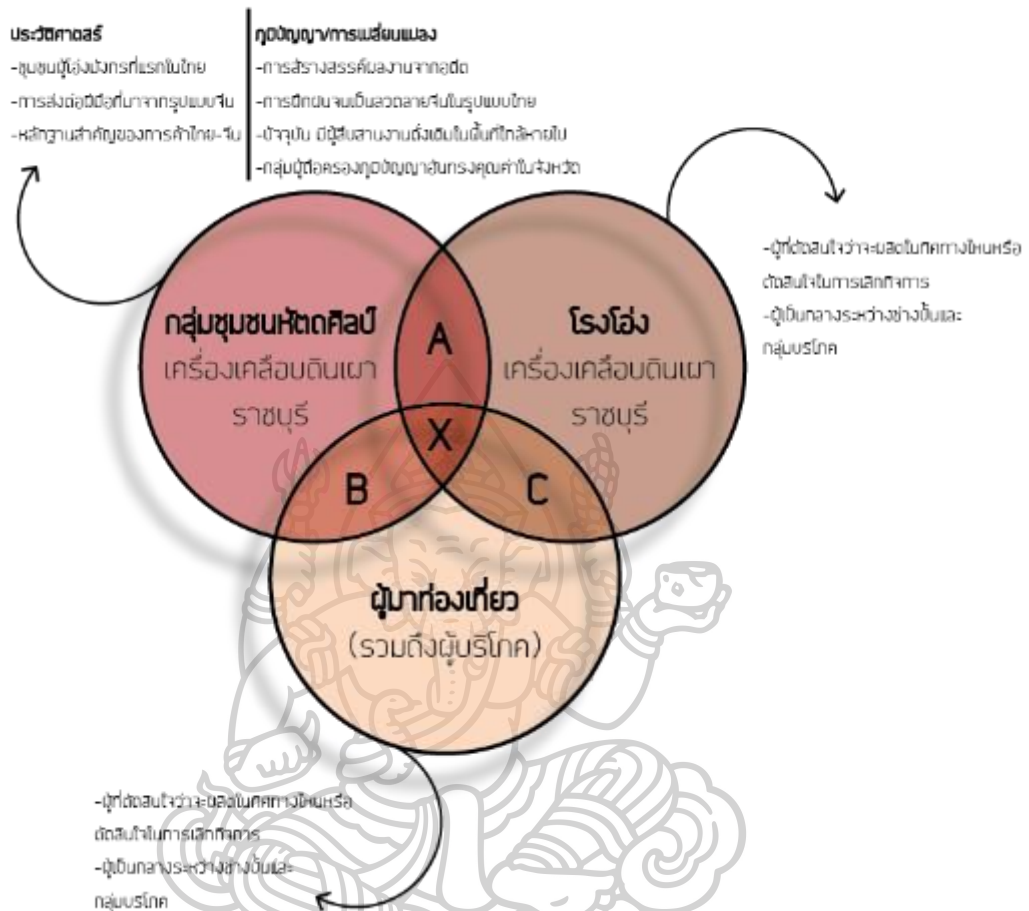 ประวัติศาตสร์
-ชุมชนผู้โอ่งมังกรที่แรกในไทย
-การส่งต่อฝีมือที่มาจากรูปแบบจีน
-หลักฐานสำคัญของการค้าไทย-จีน
ภูมิปัญญา/การเปลี่ยนแปลง
-การสร้างสรรค์ผลงานจากอดีต
-การฝึกฝนจนเป็นลวดลายจีนในรูปแบบไทย
-ปัจจุบัน มีผู้สืบสานงานดั่งเดิมในพื้นที่ใกล้หายไป
-กลุ่มผู้ถือครองภูมิปัญญาอันทรงคุณค่าในจังหวัด
-ผู้ที่ตัดสินใจว่าจะผลิตในทิศทางไหนหรือ
ตัดสินใจในการเลิกกิจการ
-ผู้เป็นกลางระหว่างช่างปั้นและ
กลุ่มบริโภค
กลุ่มชุมชนหัตถศิลป์
เครื่องเคลือบดินเผา
ราชบุรี
A
โรงโอ่ง
เครื่องเคลือบดินเผา
ราชบุรี
X
B
C
ผู้มาท่องเที่ยว
(รวมถึงผู้บริโภค)
-ผู้ที่ตัดสินใจว่าจะผลิตในทิศทางไหนหรือ
ตัดสินใจในการเลิกกิจการ
-ผู้เป็นกลางระหว่างช่างปั้นและ
กลุ่มบริโภค